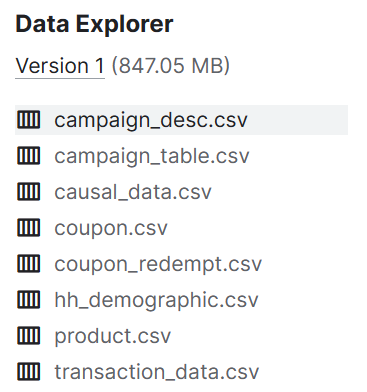 Data Explorer
Version 1 (847.05 MB)
campaign_desc.csv
campaign_table.csv
causal_data.csv
coupon.csv
coupon_redempt.csv
hh_demographic.csv
product.csv
transaction_data.csv